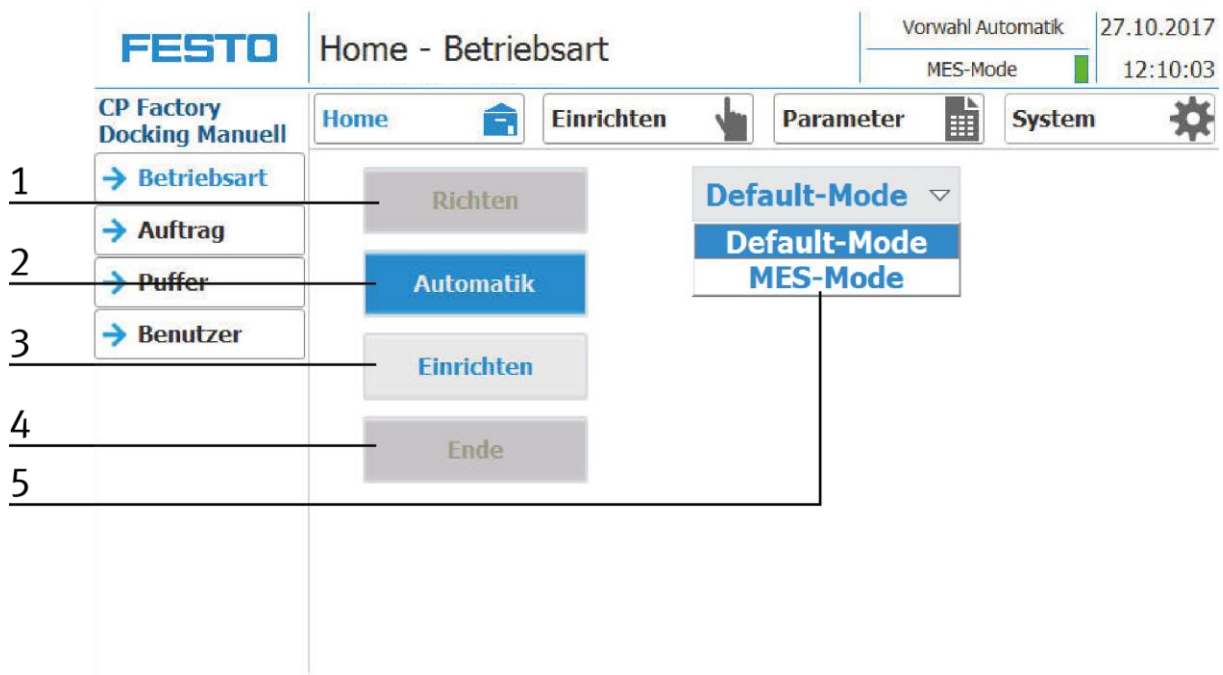 FESTO
Home - Betriebsart
Vorwahl Automatik
MES-Mode
27.10.2017
12:10:03
CP Factory
Docking Manuell
Home
Einrichten
Parameter
System
Betriebsart
Auftrag
Puffer
Benutzer
1
2
3
4
5
Richten
Automatik
Einrichten
Ende
Default-Mode
Default-Mode
MES-Mode